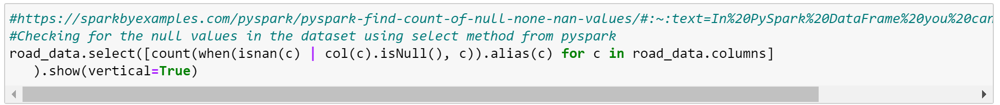 #https://sparkbyexamples.com/pyspark/pyspark-find-count-of-null-none-nan-values/#:~:text=In%20PySpark%20DataFrame%20you%20can
#Checking for the null values in the dataset using select method from pyspark
road_data.select([count(when(isnan(c) | col(c).isNull(), c)).alias(c) for c in road_data.columns]
   ).show(vertical=True)